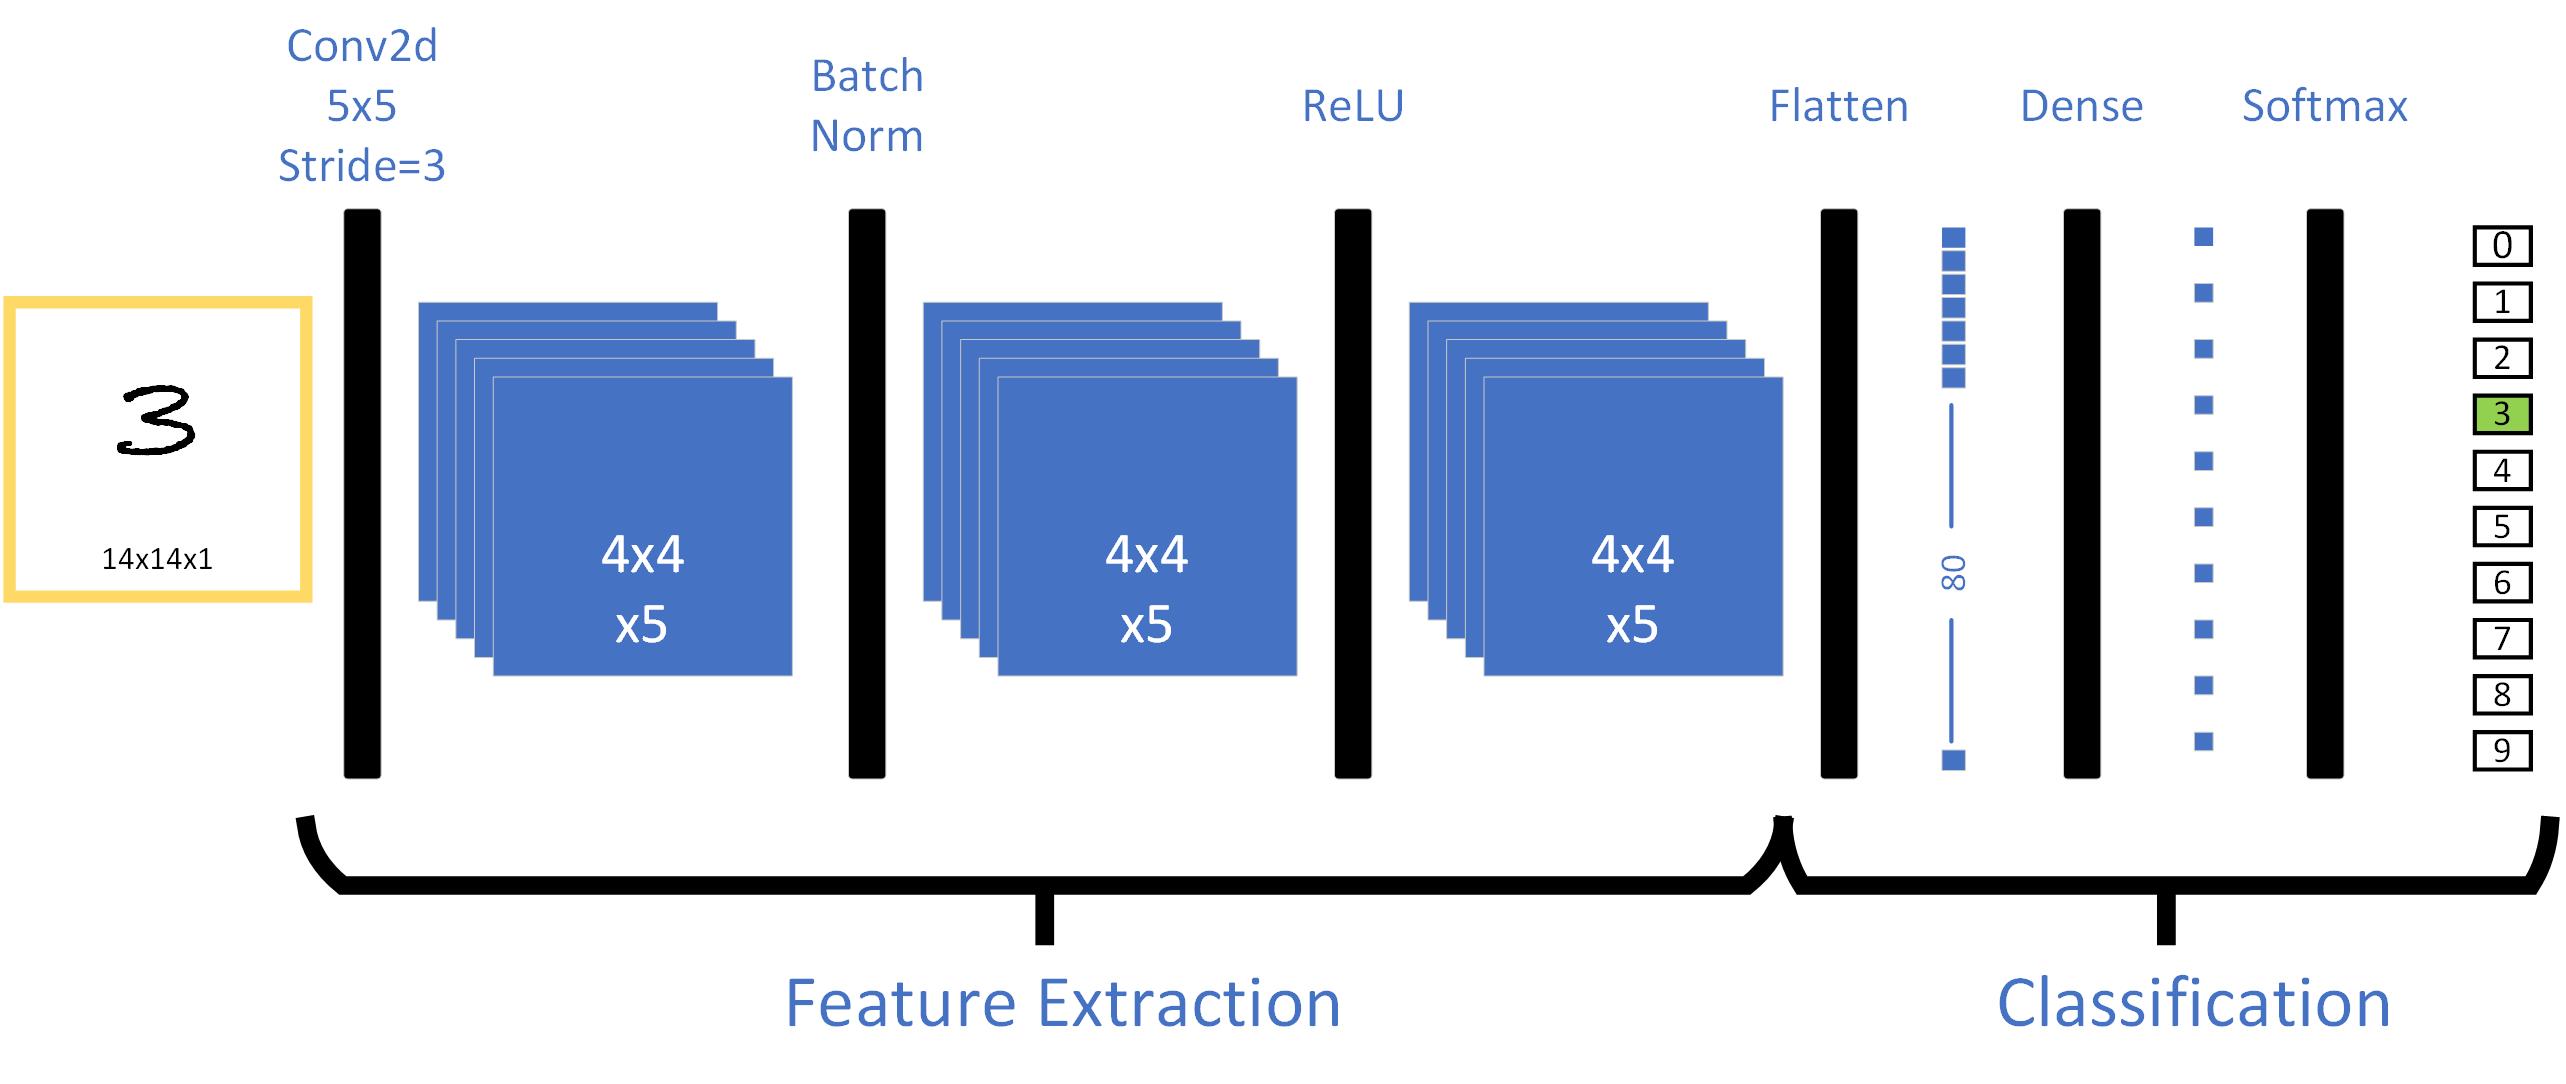 Conv2d
5x5
Stride=3
Batch
Norm
ReLU
Flatten
Dense
Softmax
3
14x14x1
4x4
x5
4x4
x5
4x4
x5
80
0
1
2
3
4
5
6
7
8
9
Feature Extraction
Classification